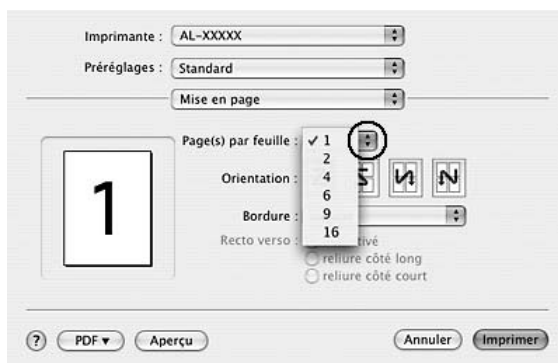 Imprimante : AL-XXXXX
Préréglages : Standard
Mise en page
Page(s) par feuille : ✓ 1
2
Orientation : 4
6
Bordure : 9
Recto verso : 16 tivé
reliure côté long
reliure côté court
1
? PDF ▼ Aperçu Annuler Imprimer